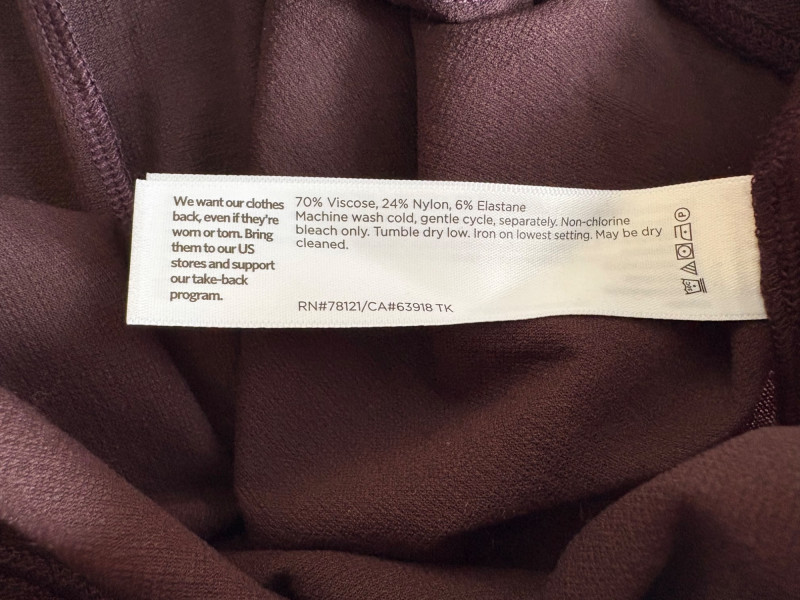 We want our clothes
back, even if they're
worn or torn. Bring
them to our US
stores and support
our take-back
program.
70% Viscose, 24% Nylon, 6% Elastane
Machine wash cold, gentle cycle, separately. Non-chlorine
bleach only. Tumble dry low. Iron on lowest setting. May be dry
cleaned.
RN#78121/CA#63918 TK
P
30C